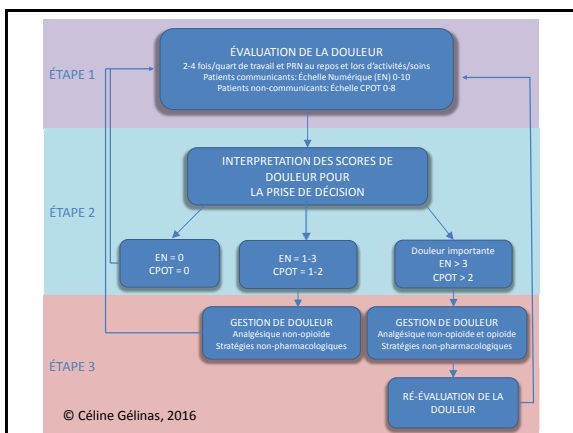 ÉTAPE 1
ÉVALUATION DE LA DOULEUR
2-4 fois/quart de travail et PRN au repos et lors d'activités/soins
Patients communicants: Échelle Numérique (EN) 0-10
Patients non-communicants: Échelle CPOT 0-8
ÉTAPE 2
INTERPRETATION DES SCORES DE
DOULEUR POUR
LA PRISE DE DÉCISION
EN = 0
CPOT = 0
EN = 1-3
CPOT = 1-2
Douleur importante
EN > 3
CPOT > 2
ÉTAPE 3
GESTION DE DOULEUR
Analgésique non-opioïde
Stratégies non-pharmacologiques
GESTION DE DOULEUR
Analgésique non-opioïde et opioïde
Stratégies non-pharmacologiques
RÉ-ÉVALUATION DE LA
DOULEUR
© Céline Gélinas, 2016